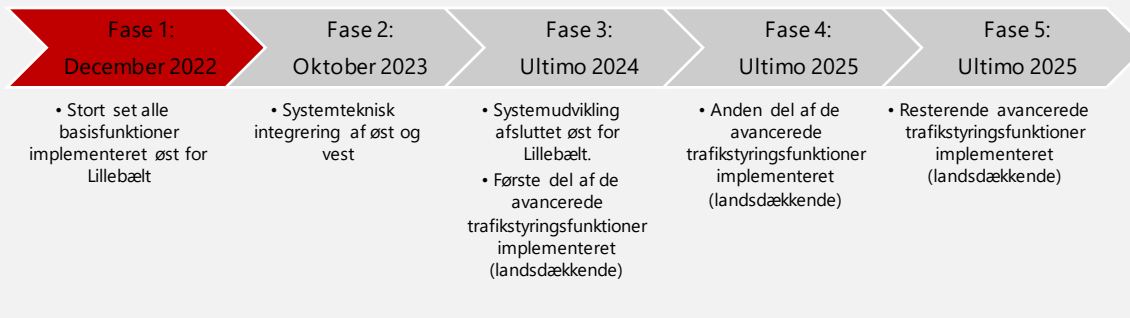 Fase 1:
December 2022
• Stort set alle
basisfunktioner
implementeret øst for
Lillebælt
Fase 2:
Oktober 2023
• Systemteknisk
integrering af øst og
vest
Fase 3:
Ultimo 2024
• Systemudvikling
afsluttet øst for
Lillebælt.
• Første del af de
avancerede
trafikstyringsfunktioner
implementeret
(landsdækkende)
Fase 4:
Ultimo 2025
• Anden del af de
avancerede
trafikstyringsfunktioner
implementeret
(landsdækkende)
Fase 5:
Ultimo 2025
• Resterende avancerede
trafikstyringsfunktioner
implementeret
(landsdækkende)